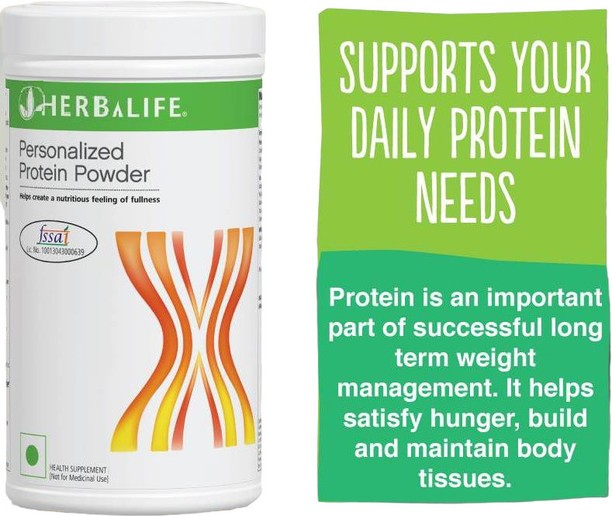 HERBALIFE®
Personalized
Protein Powder
Helps create a nutritious feeling of fullness
fssai
Lic. No. 10013043000639
HEALTH SUPPLEMENT
[Not for Medicinal Use]
SUPPORTS YOUR
DAILY PROTEIN
NEEDS
Protein is an important
part of successful long
term weight
management. It helps
satisfy hunger, build
and maintain body
tissues.